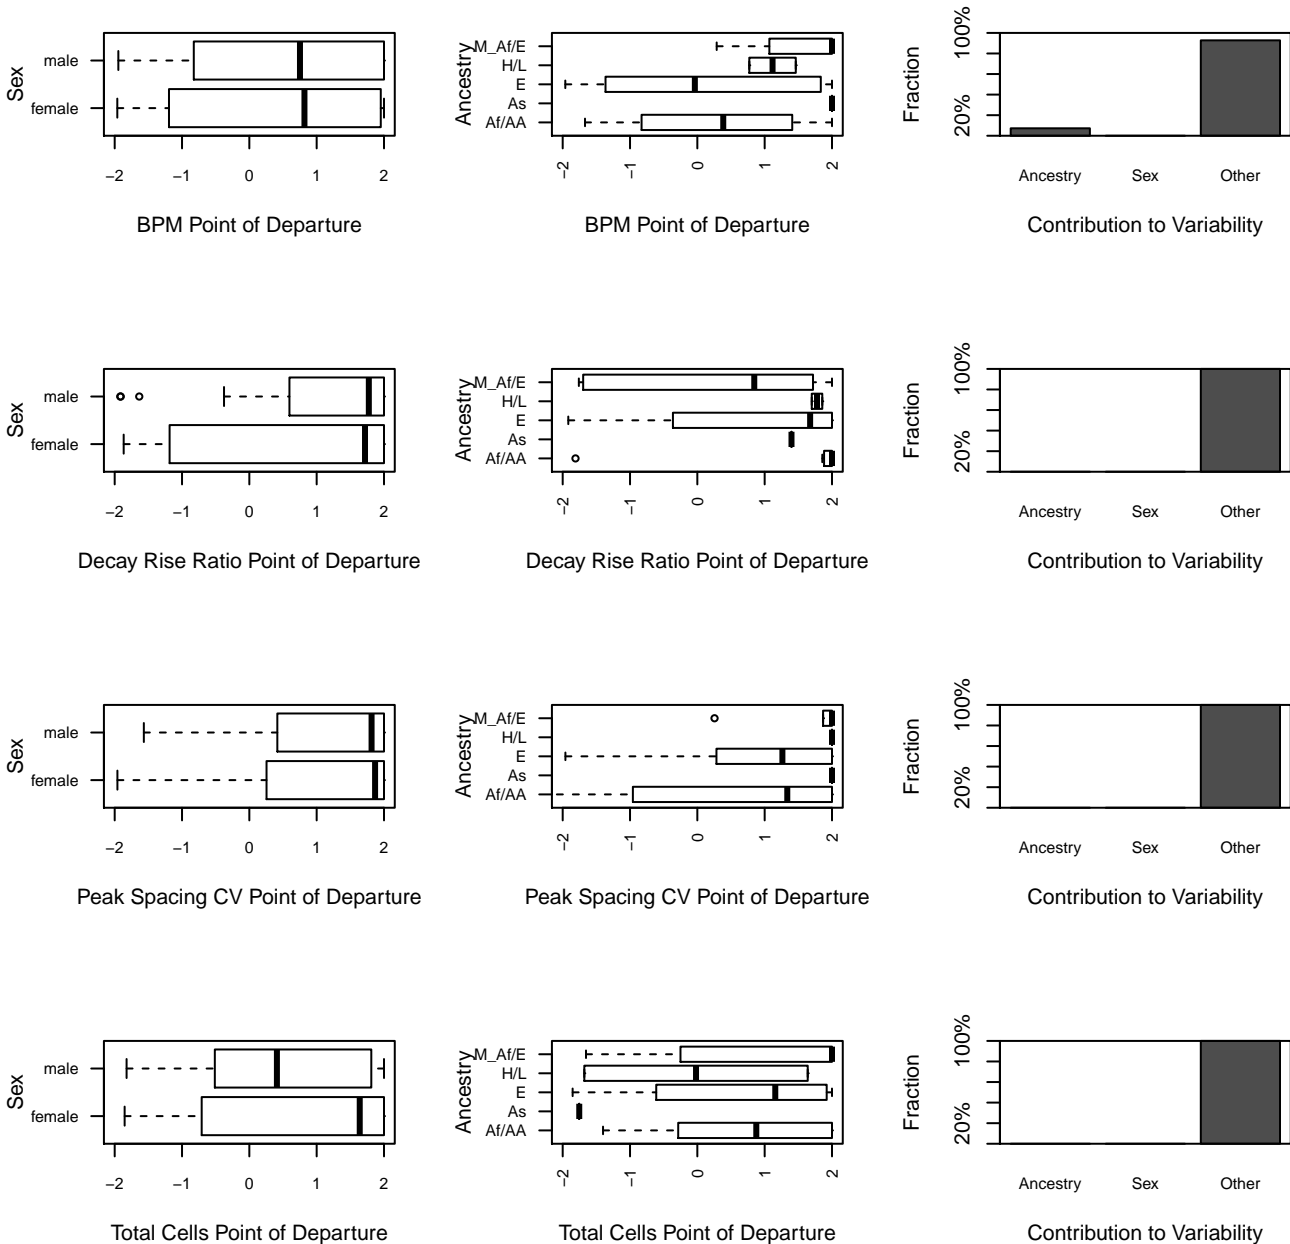 Sex
male
female
−2 −1 0 1 2
BPM Point of Departure
Ancestry
M_Af/E
H/L
E
As
Af/AA
−2 −1 0 1 2
BPM Point of Departure
Fraction
100%
20%
Ancestry Sex Other
Contribution to Variability
Sex
male
female
−2 −1 0 1 2
Decay Rise Ratio Point of Departure
Ancestry
M_Af/E
H/L
E
As
Af/AA
−2 −1 0 1 2
Decay Rise Ratio Point of Departure
Fraction
100%
20%
Ancestry Sex Other
Contribution to Variability
Sex
male
female
−2 −1 0 1 2
Peak Spacing CV Point of Departure
Ancestry
M_Af/E
H/L
E
As
Af/AA
−2 −1 0 1 2
Peak Spacing CV Point of Departure
Fraction
100%
20%
Ancestry Sex Other
Contribution to Variability
Sex
male
female
−2 −1 0 1 2
Total Cells Point of Departure
Ancestry
M_Af/E
H/L
E
As
Af/AA
−2 −1 0 1 2
Total Cells Point of Departure
Fraction
100%
20%
Ancestry Sex Other
Contribution to Variability